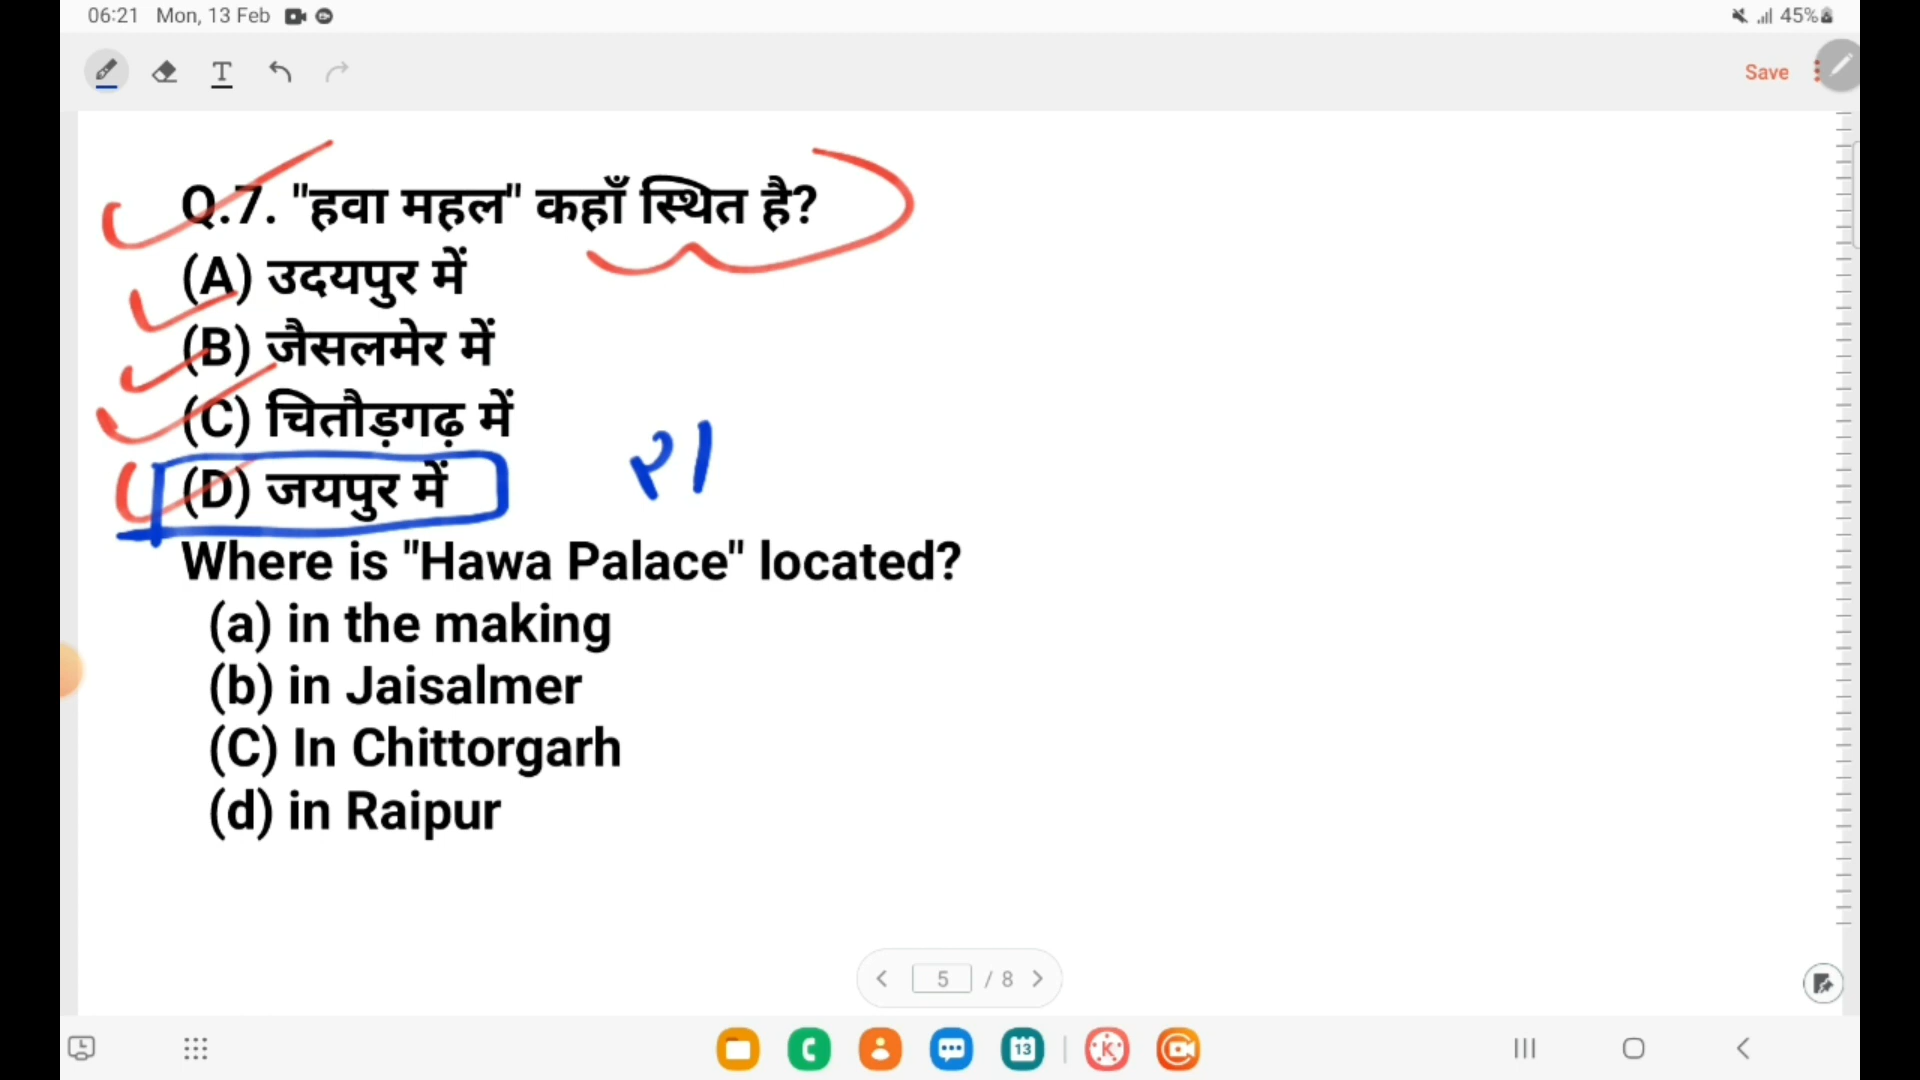 06:21 Mon, 13 Feb
45%
T
Save
Q.7. "हवा महल" कहाँ स्थित है?
(A) उदयपुर में
(B) जैसलमेर में
(C) चितौड़गढ़ में
रा
(D) जयपुर में
Where is "Hawa Palace" located?
(a) in the making
(b) in Jaisalmer
(C) In Chittorgarh
(d) in Raipur
5 / 8
13
K